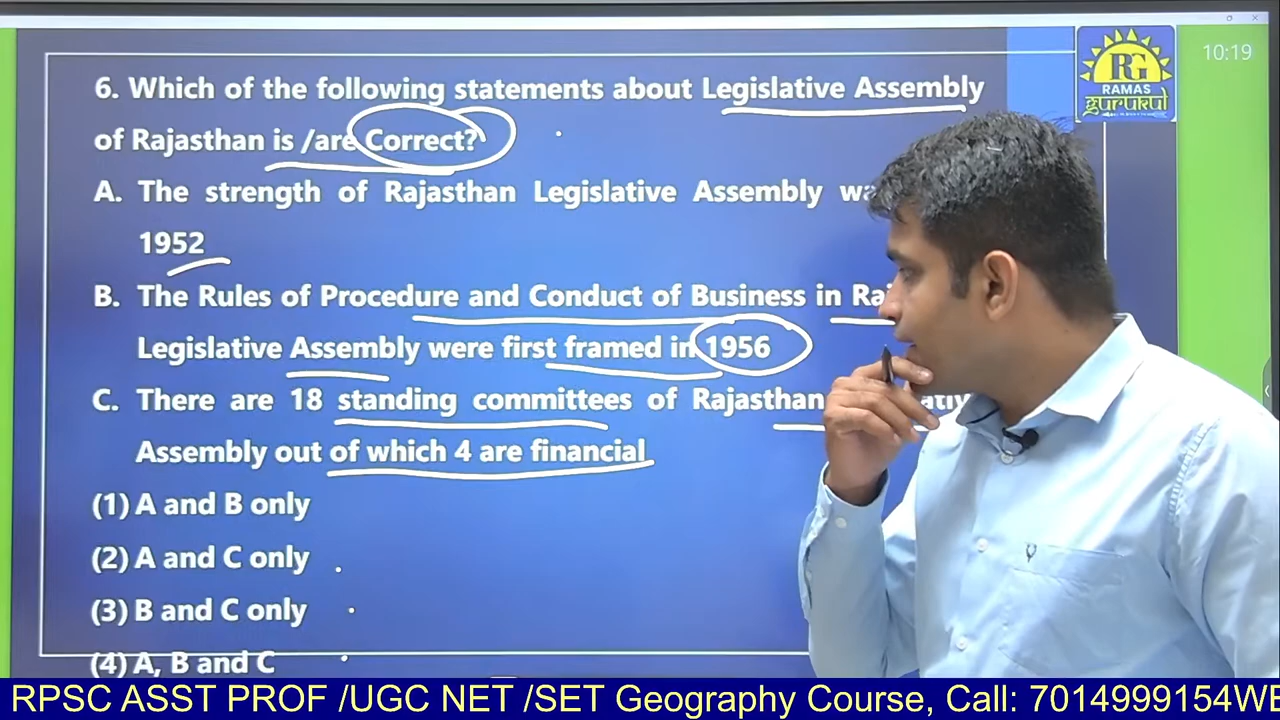 10:19
RG
RAMAS
gurukul
6. Which of the following statements about Legislative Assembly
of Rajasthan is /are Correct?
A. The strength of Rajasthan Legislative Assembly
1952
B. The Rules of Procedure and Conduct of Business in
Legislative Assembly were first framed in 1956
C. There are 18 standing committees of Rajasthan
Assembly out of which 4 are financial
(1) A and B only
(2) A and C only
(3) B and C only
(4) A, B and C
RPSC ASST PROF /UGC NET /SET Geography Course, Call: 7014999154WE